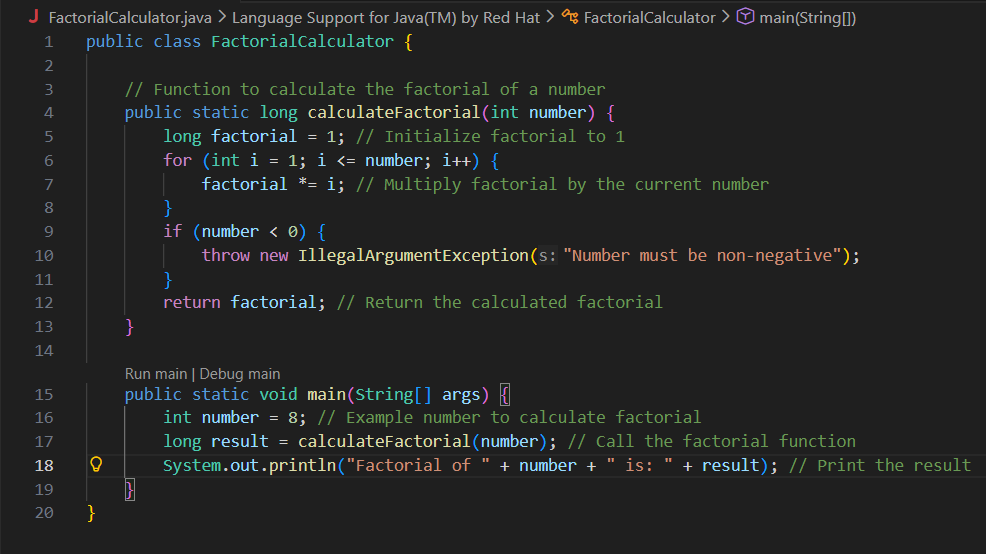 J FactorialCalculator.java > Language Support for Java(TM) by Red Hat > FactorialCalculator > main(String[])
1 public class FactorialCalculator {
2
3 // Function to calculate the factorial of a number
4 public static long calculateFactorial(int number) {
5 long factorial = 1; // Initialize factorial to 1
6 for (int i = 1; i <= number; i++) {
7 factorial *= i; // Multiply factorial by the current number
8 }
9 if (number < 0) {
10 throw new IllegalArgumentException(s: "Number must be non-negative");
11 }
12 return factorial; // Return the calculated factorial
13 }
14
Run main | Debug main
15 public static void main(String[] args) {
16 int number = 8; // Example number to calculate factorial
17 long result = calculateFactorial(number); // Call the factorial function
18 System.out.println("Factorial of " + number + " is: " + result); // Print the result
19 }
20 }